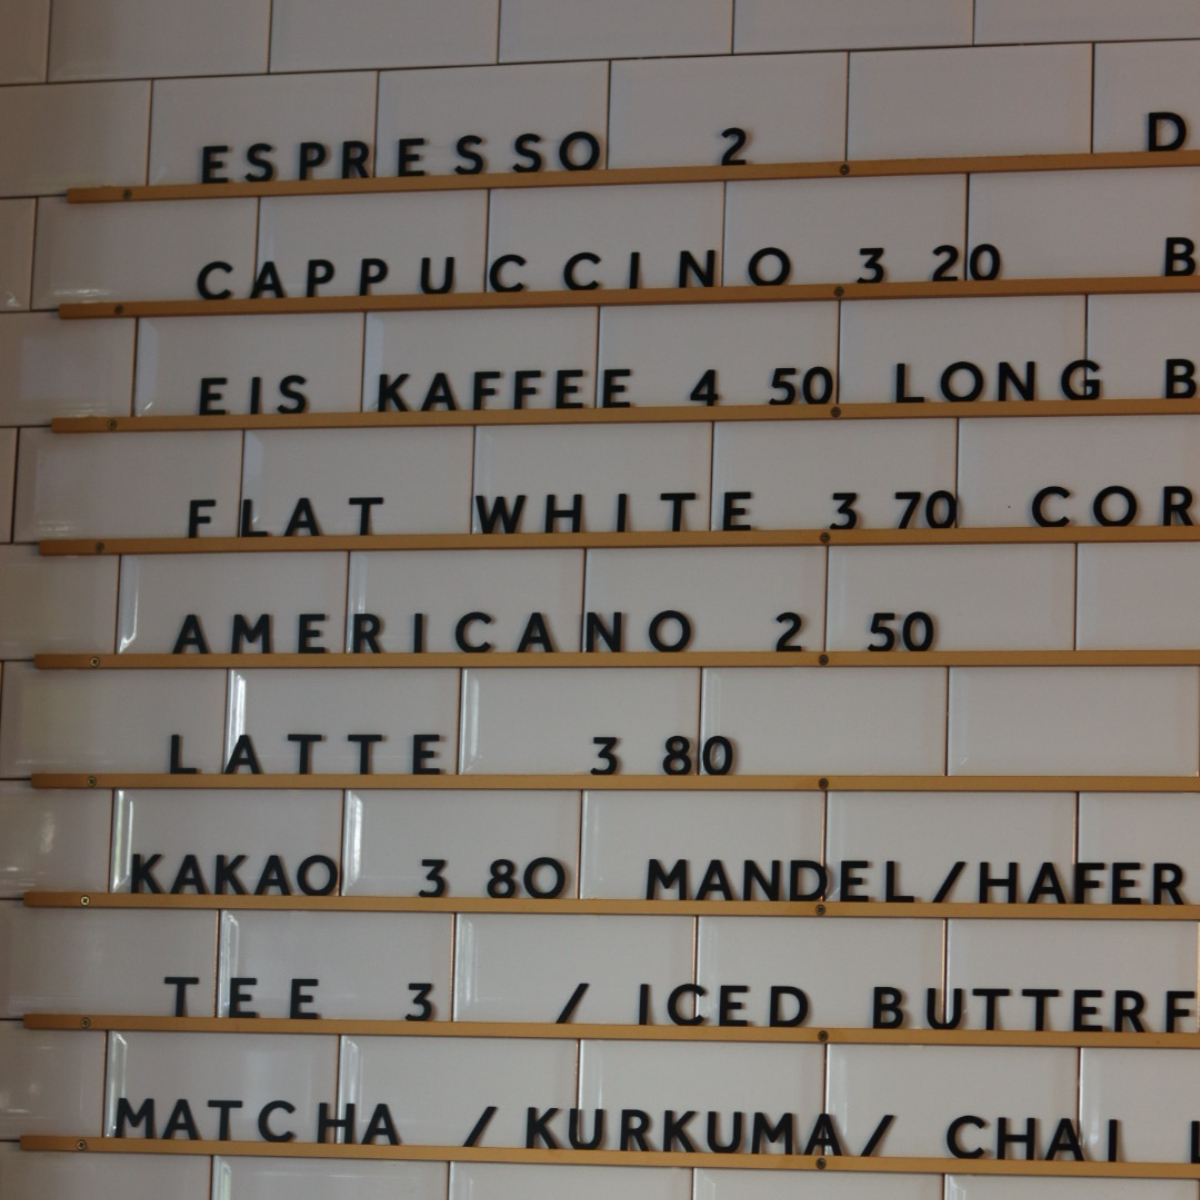 ESPRESSO 2 D
CAPPUCCINO 3 20 B
EIS KAFFEE 4 50 LONG B
FLAT WHITE 3 70 COR
AMERICANO 2 50
LATTE 3 80
KAKAO 3 80 MANDEL/HAFER
TEE 3 / ICED BUTTERF
MATCHA / KURKUMA/ CHAI L